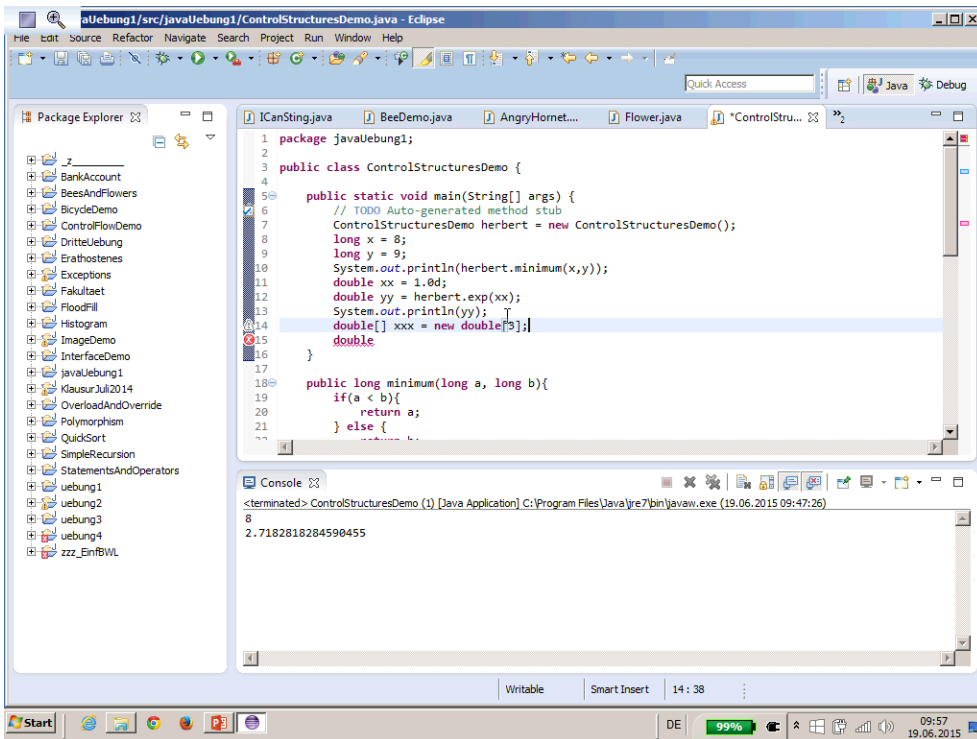 aUebung1/src/javaUebung1/ControlStructuresDemo.java - Eclipse
File Edit Source Refactor Navigate Search Project Run Window Help
Quick Access
Java
Debug
Package Explorer
_z_________
BankAccount
BeesAndFlowers
BicycleDemo
ControlFlowDemo
DritteUebung
Erathostenes
Exceptions
Fakultaet
FloodFill
Histogram
ImageDemo
InterfaceDemo
javaUebung1
KlausurJuli2014
OverloadAndOverride
Polymorphism
QuickSort
SimpleRecursion
StatementsAndOperators
uebung1
uebung2
uebung3
uebung4
zzz_EinfBWL
ICanSting.java
BeeDemo.java
AngryHornet....
Flower.java
*ControlStru...
»2
1 package javaUebung1;
2
3 public class ControlStructuresDemo {
4
5 public static void main(String[] args) {
6 // TODO Auto-generated method stub
7 ControlStructuresDemo herbert = new ControlStructuresDemo();
8 long x = 8;
9 long y = 9;
10 System.out.println(herbert.minimum(x,y));
11 double xx = 1.0d;
12 double yy = herbert.exp(xx);
13 System.out.println(yy);
14 double[] xxx = new double[3];
15 double
16 }
17
18 public long minimum(long a, long b){
19 if(a < b){
20 return a;
21 } else {
Console
<terminated> ControlStructuresDemo (1) [Java Application] C:\Program Files\Java\jre7\bin\javaw.exe (19.06.2015 09:47:26)
8
2.7182818284590455
Writable
Smart Insert
14 : 38
Start
DE
99%
09:57
19.06.2015